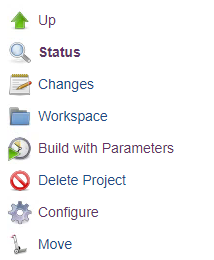 Up
Status
Changes
Workspace
Build with Parameters
Delete Project
Configure
Move